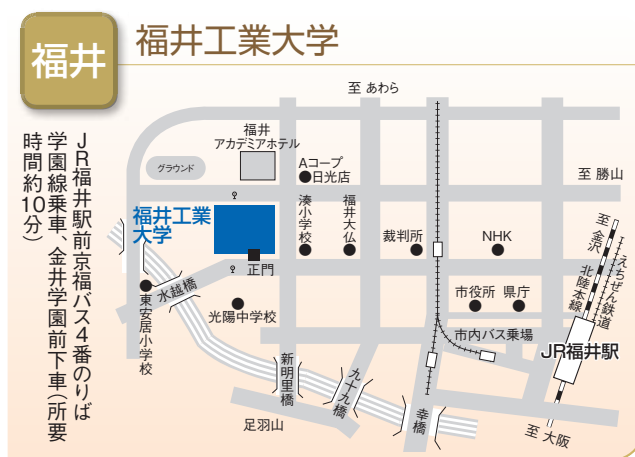 福井
福井工業大学
JR福井駅前京福バス4番のりば
学園線乗車、金井学園前下車(所要
時間約10分)
至 あわら
福井
アカデミアホテル
グラウンド
Aコープ
日光店
至 勝山
福井工業
大学
正門
湊小学校
福井大仏
裁判所
NHK
至 金沢
北陸本線
えちぜん鉄道
水越橋
東安居小学校
光陽中学校
市役所
県庁
市内バス乗場
JR福井駅
新明里橋
九十九橋
幸橋
足羽山
至 大阪